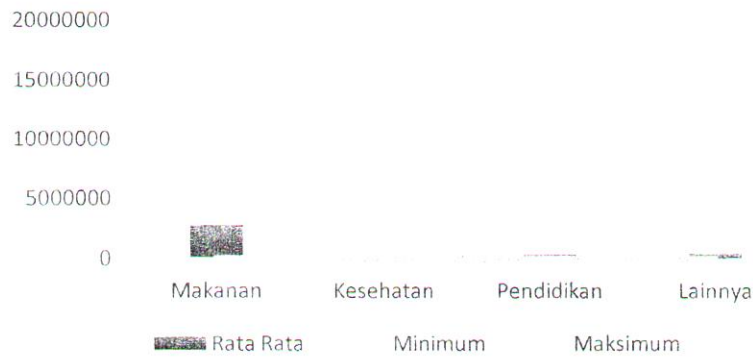 20000000
15000000
10000000
5000000
0
Makanan Kesehatan Pendidikan Lainnya
Rata Rata Minimum Maksimum